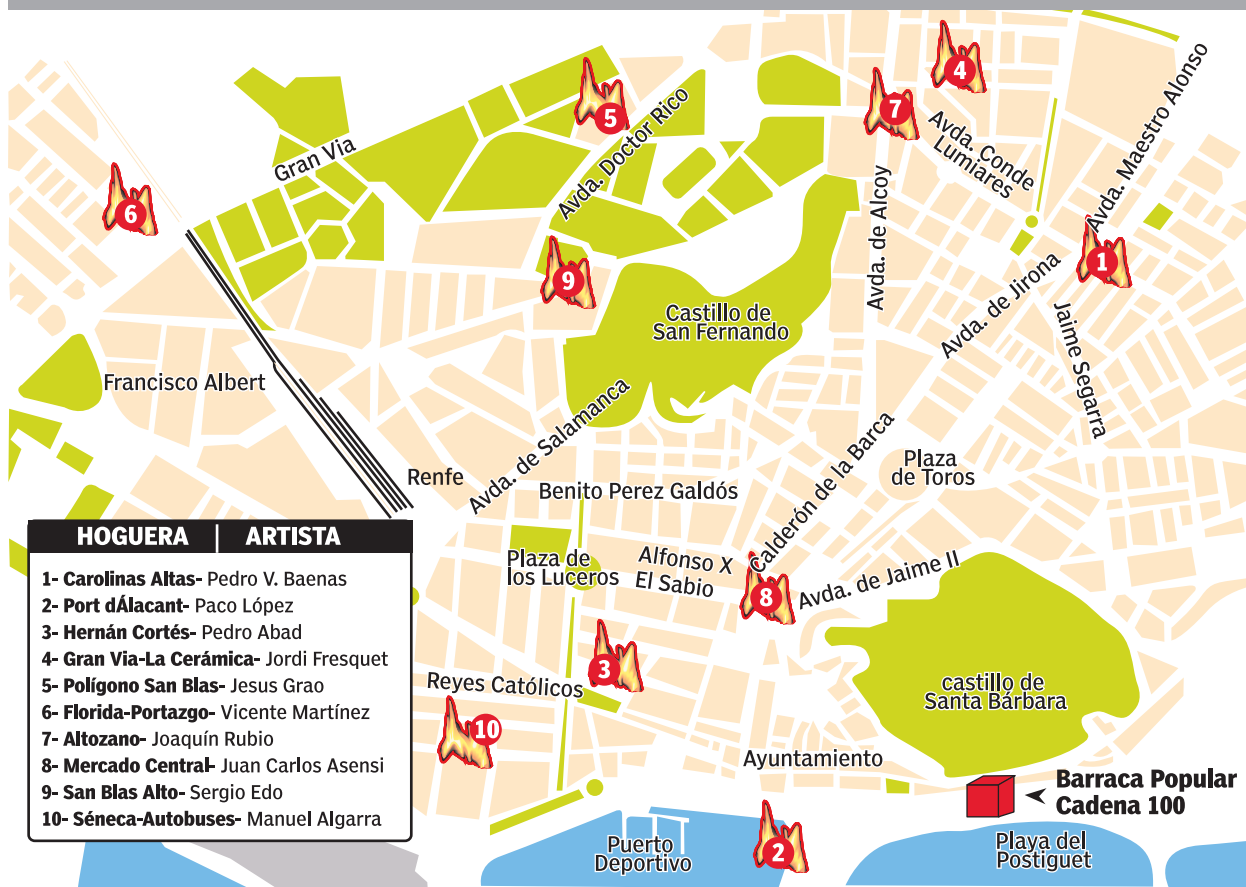 4
7
5
Gran Via
Avda. Doctor Rico
Avda. Conde
Lumiares
Avda. Maestro Alonso
6
Avda. de Alcoy
1
9
Avda. de Jirona
Castillo de
San Fernando
Jaime Segarra
Francisco Albert
Avda. de Salamanca
Renfe
Benito Perez Galdós
Calderón de la Barca
Plaza
de Toros
Plaza de
los Luceros
Alfonso X
El Sabio
8
Avda. de Jaime II
HOGUERA | ARTISTA
1- Carolinas Altas- Pedro V. Baenas
2- Port dÁlacant- Paco López
3- Hernán Cortés- Pedro Abad
4- Gran Via-La Cerámica- Jordi Fresquet
5- Polígono San Blas- Jesus Grao
6- Florida-Portazgo- Vicente Martínez
7- Altozano- Joaquín Rubio
8- Mercado Central- Juan Carlos Asensi
9- San Blas Alto- Sergio Edo
10- Séneca-Autobuses- Manuel Algarra
3
Reyes Católicos
10
castillo de
Santa Bárbara
Ayuntamiento
Barraca Popular
Cadena 100
Puerto
Deportivo
2
Playa del
Postiguet